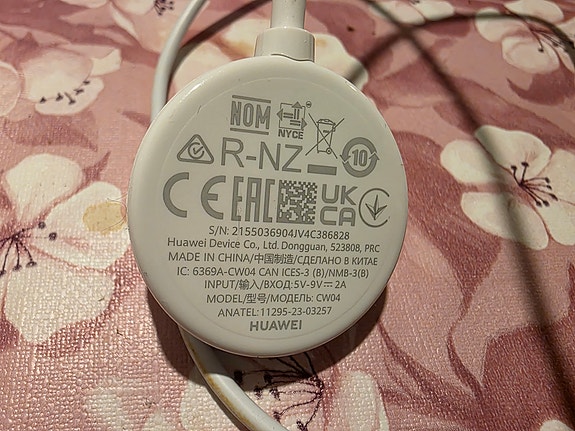 NOM
NYCE
R-NZ
10
CE EAC UK
CA
S/N: 2155036904JV4C386828
Huawei Device Co., Ltd. Dongguan, 523808, PRC
MADE IN CHINA/中国制造/СДЕЛАНО В КИТАЕ
IC: 6369A-CW04 CAN ICES-3 (B)/NMB-3(B)
INPUT/输入/ВХОД:5V-9V⎓2A
MODEL/型号/МОДЕЛЬ: CW04
ANATEL: 11295-23-03257
HUAWEI